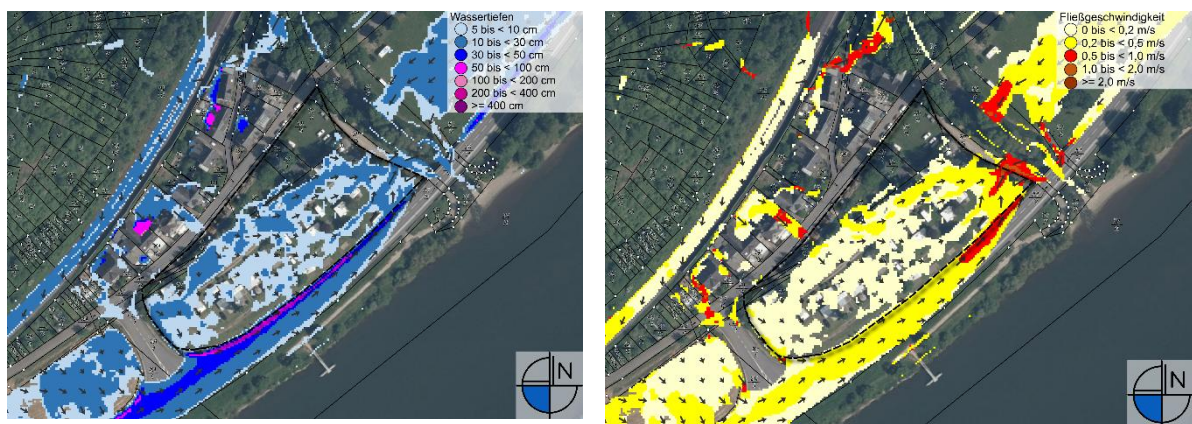 Wassertiefen
5 bis < 10 cm
10 bis < 30 cm
30 bis < 50 cm
50 bis < 100 cm
100 bis < 200 cm
200 bis < 400 cm
>= 400 cm
N
Fließgeschwindigkeit
0 bis < 0,2 m/s
0,2 bis < 0,5 m/s
0,5 bis < 1,0 m/s
1,0 bis < 2,0 m/s
>= 2,0 m/s
N